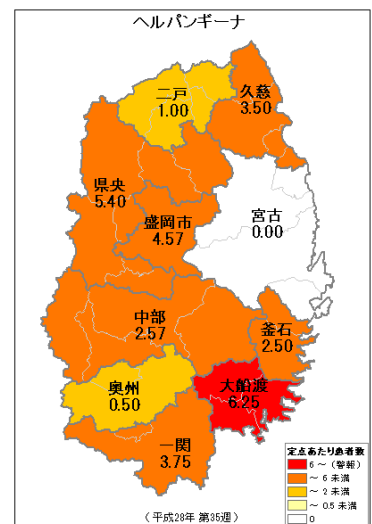 ヘルパンギーナ
二戸
1.00
久慈
3.50
県央
5.40
盛岡市
4.57
宮古
0.00
中部
2.57
釜石
2.50
奥州
0.50
大船渡
6.25
一関
3.75
定点あたり患者数
6 ～ (警報)
～ 6 未満
～ 2 未満
～ 0.5 未満
0
(平成28年 第35週)